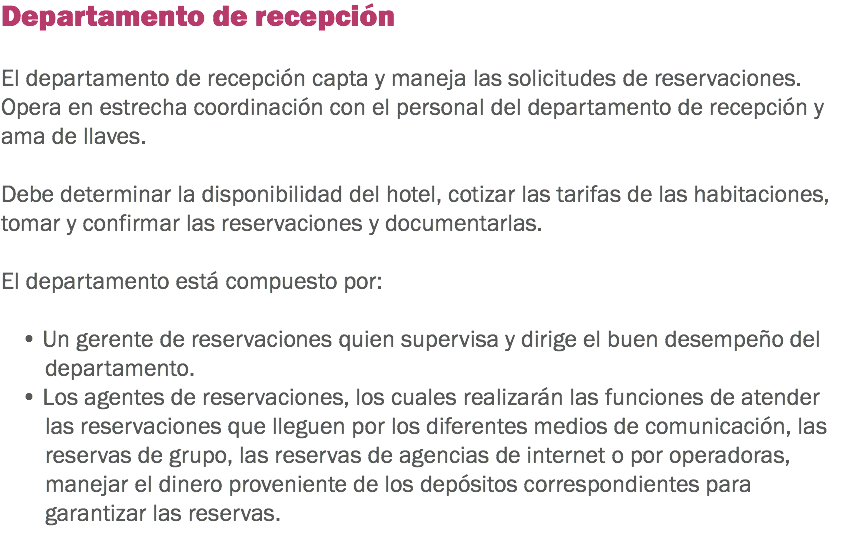 Departamento de recepción
El departamento de recepción capta y maneja las solicitudes de reservaciones.
Opera en estrecha coordinación con el personal del departamento de recepción y
ama de llaves.
Debe determinar la disponibilidad del hotel, cotizar las tarifas de las habitaciones,
tomar y confirmar las reservaciones y documentarlas.
El departamento está compuesto por:
• Un gerente de reservaciones quien supervisa y dirige el buen desempeño del
departamento.
• Los agentes de reservaciones, los cuales realizarán las funciones de atender
las reservaciones que lleguen por los diferentes medios de comunicación, las
reservas de grupo, las reservas de agencias de internet o por operadoras,
manejar el dinero proveniente de los depósitos correspondientes para
garantizar las reservas.